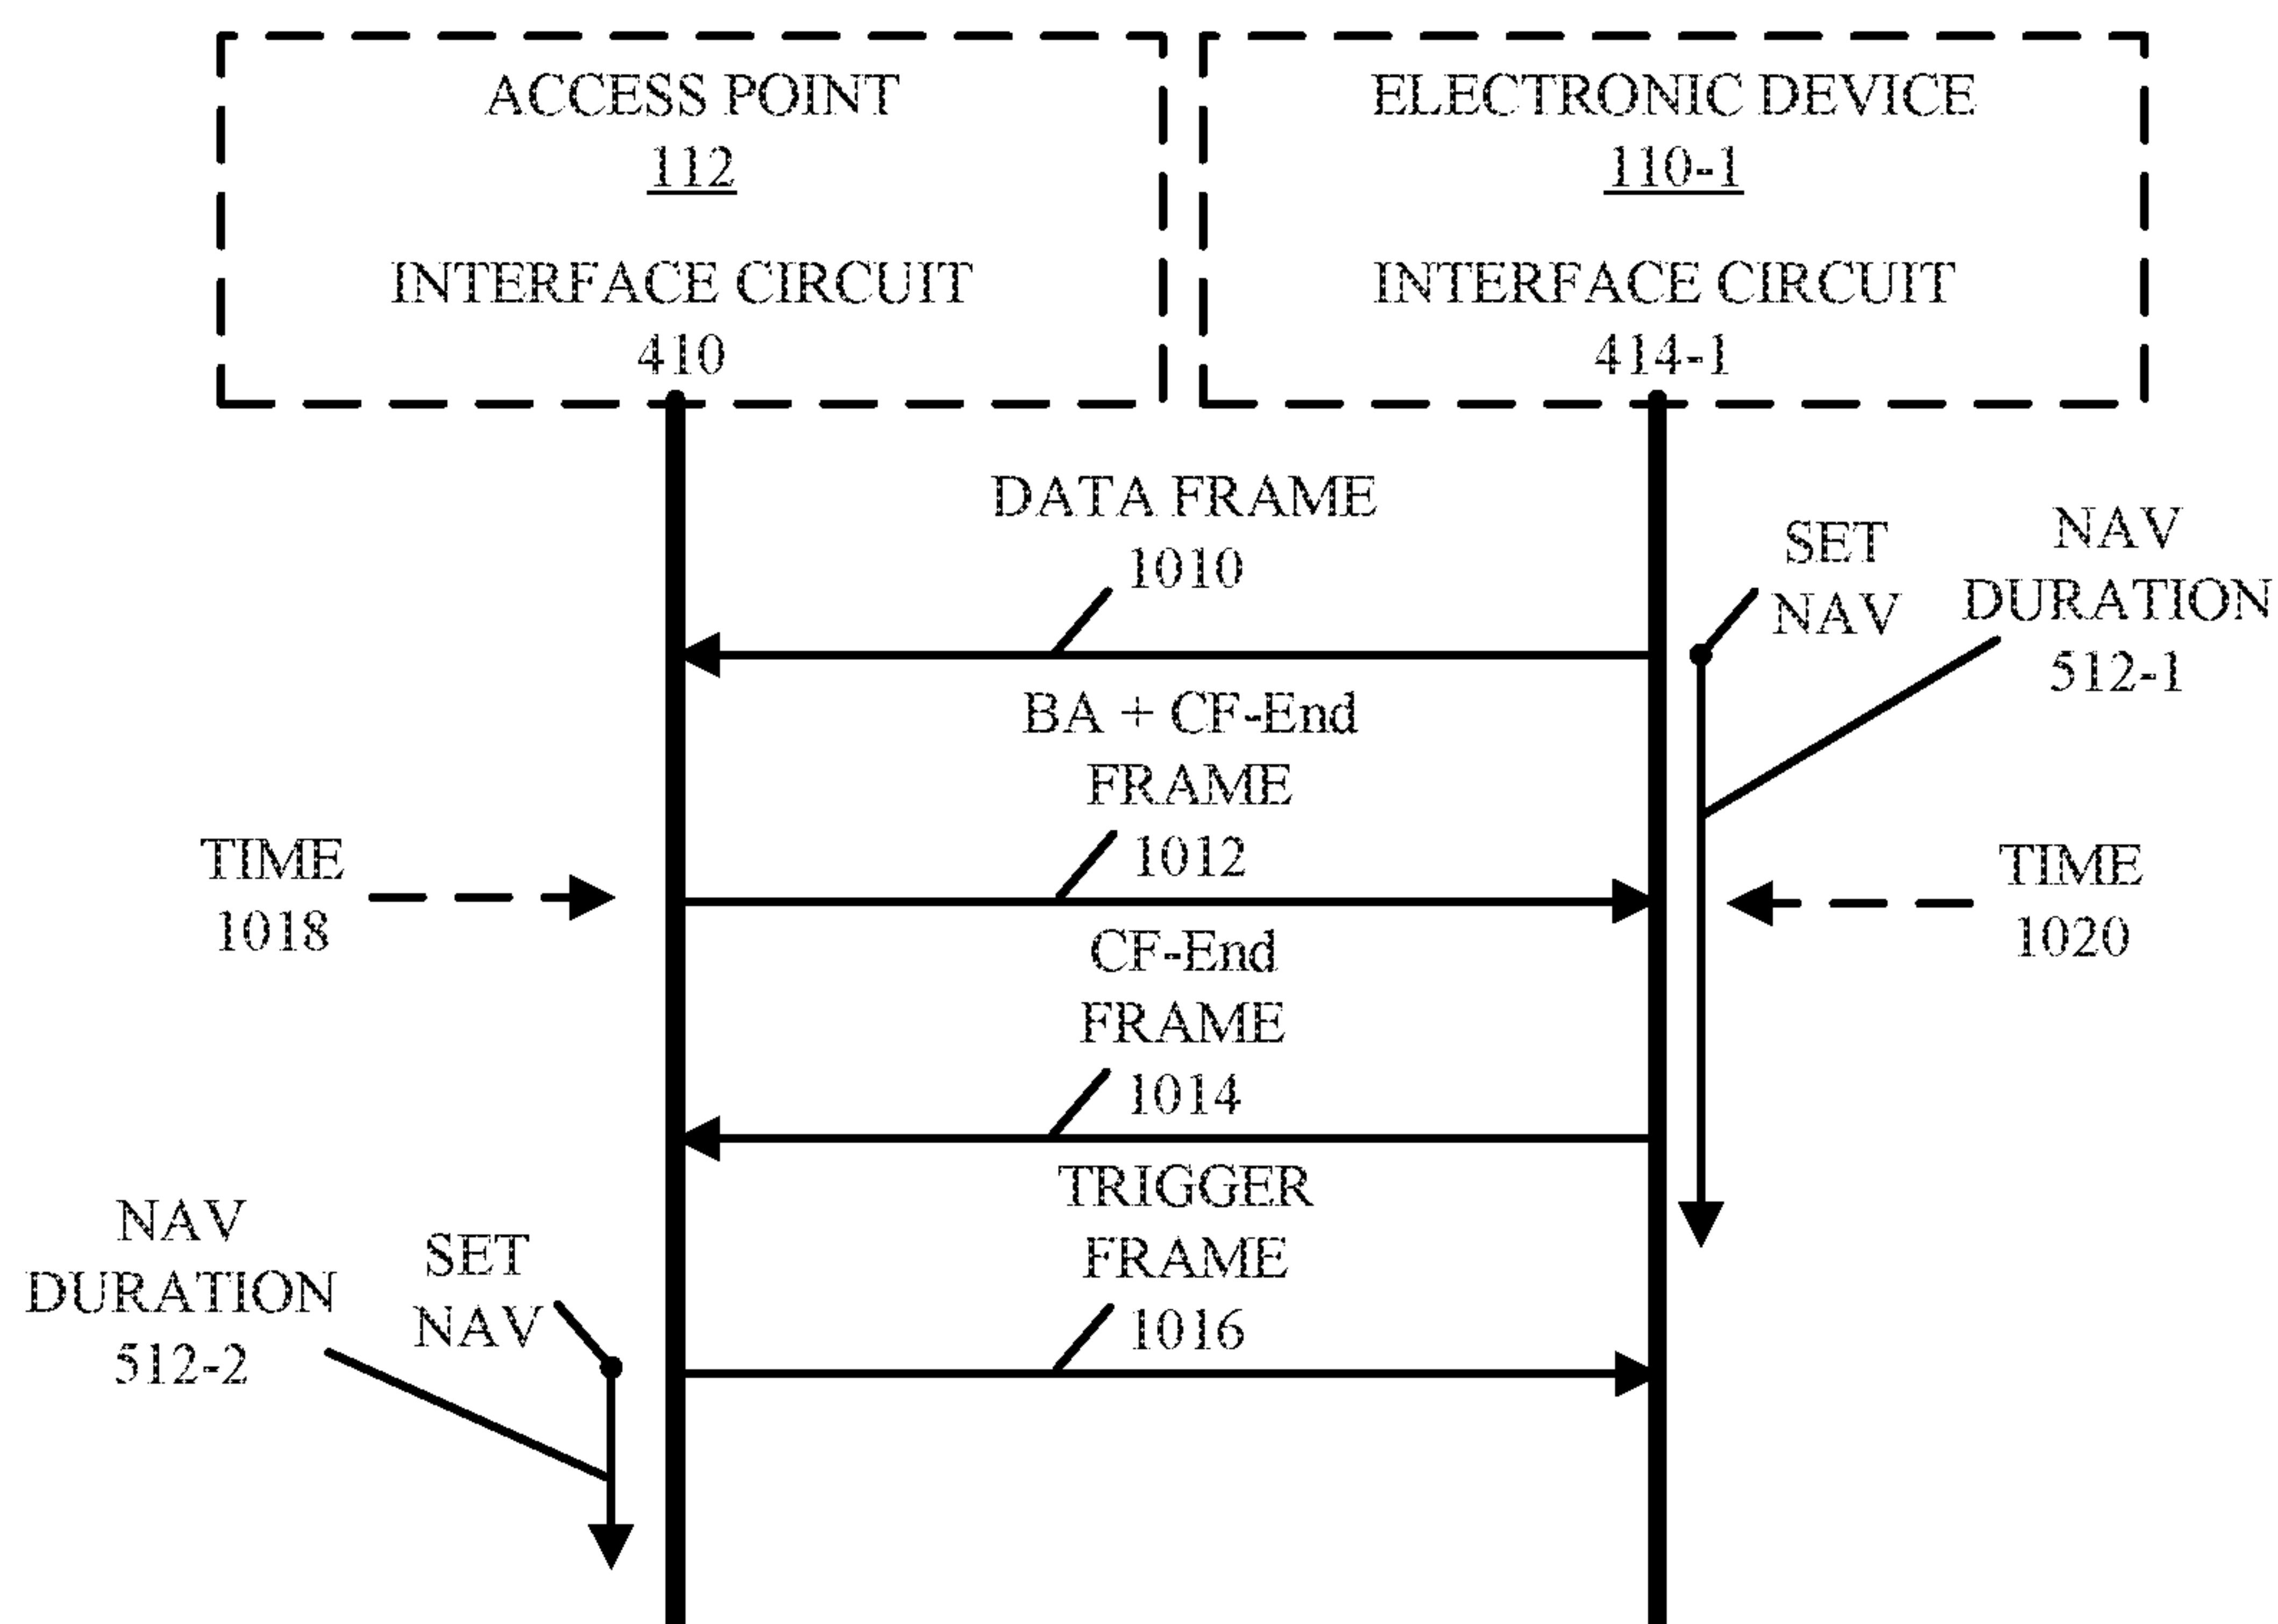 ACCESS POINT
112
INTERFACE CIRCUIT
410
ELECTRONIC DEVICE
110-1
INTERFACE CIRCUIT
414-1
DATA FRAME
1010
SET
NAV
NAV
DURATION
512-1
BA + CF-End
FRAME
1012
TIME
1018
TIME
1020
CF-End
FRAME
1014
TRIGGER
FRAME
1016
NAV
DURATION
512-2
SET
NAV